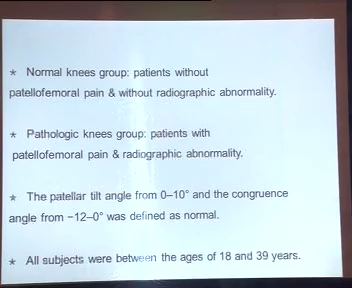 * Normal knees group: patients without
patellofemoral pain & without radiographic abnormality.
* Pathologic knees group: patients with
patellofemoral pain & radiographic abnormality.
* The patellar tilt angle from 0–10° and the congruence
angle from −12–0° was defined as normal.
* All subjects were between the ages of 18 and 39 years.